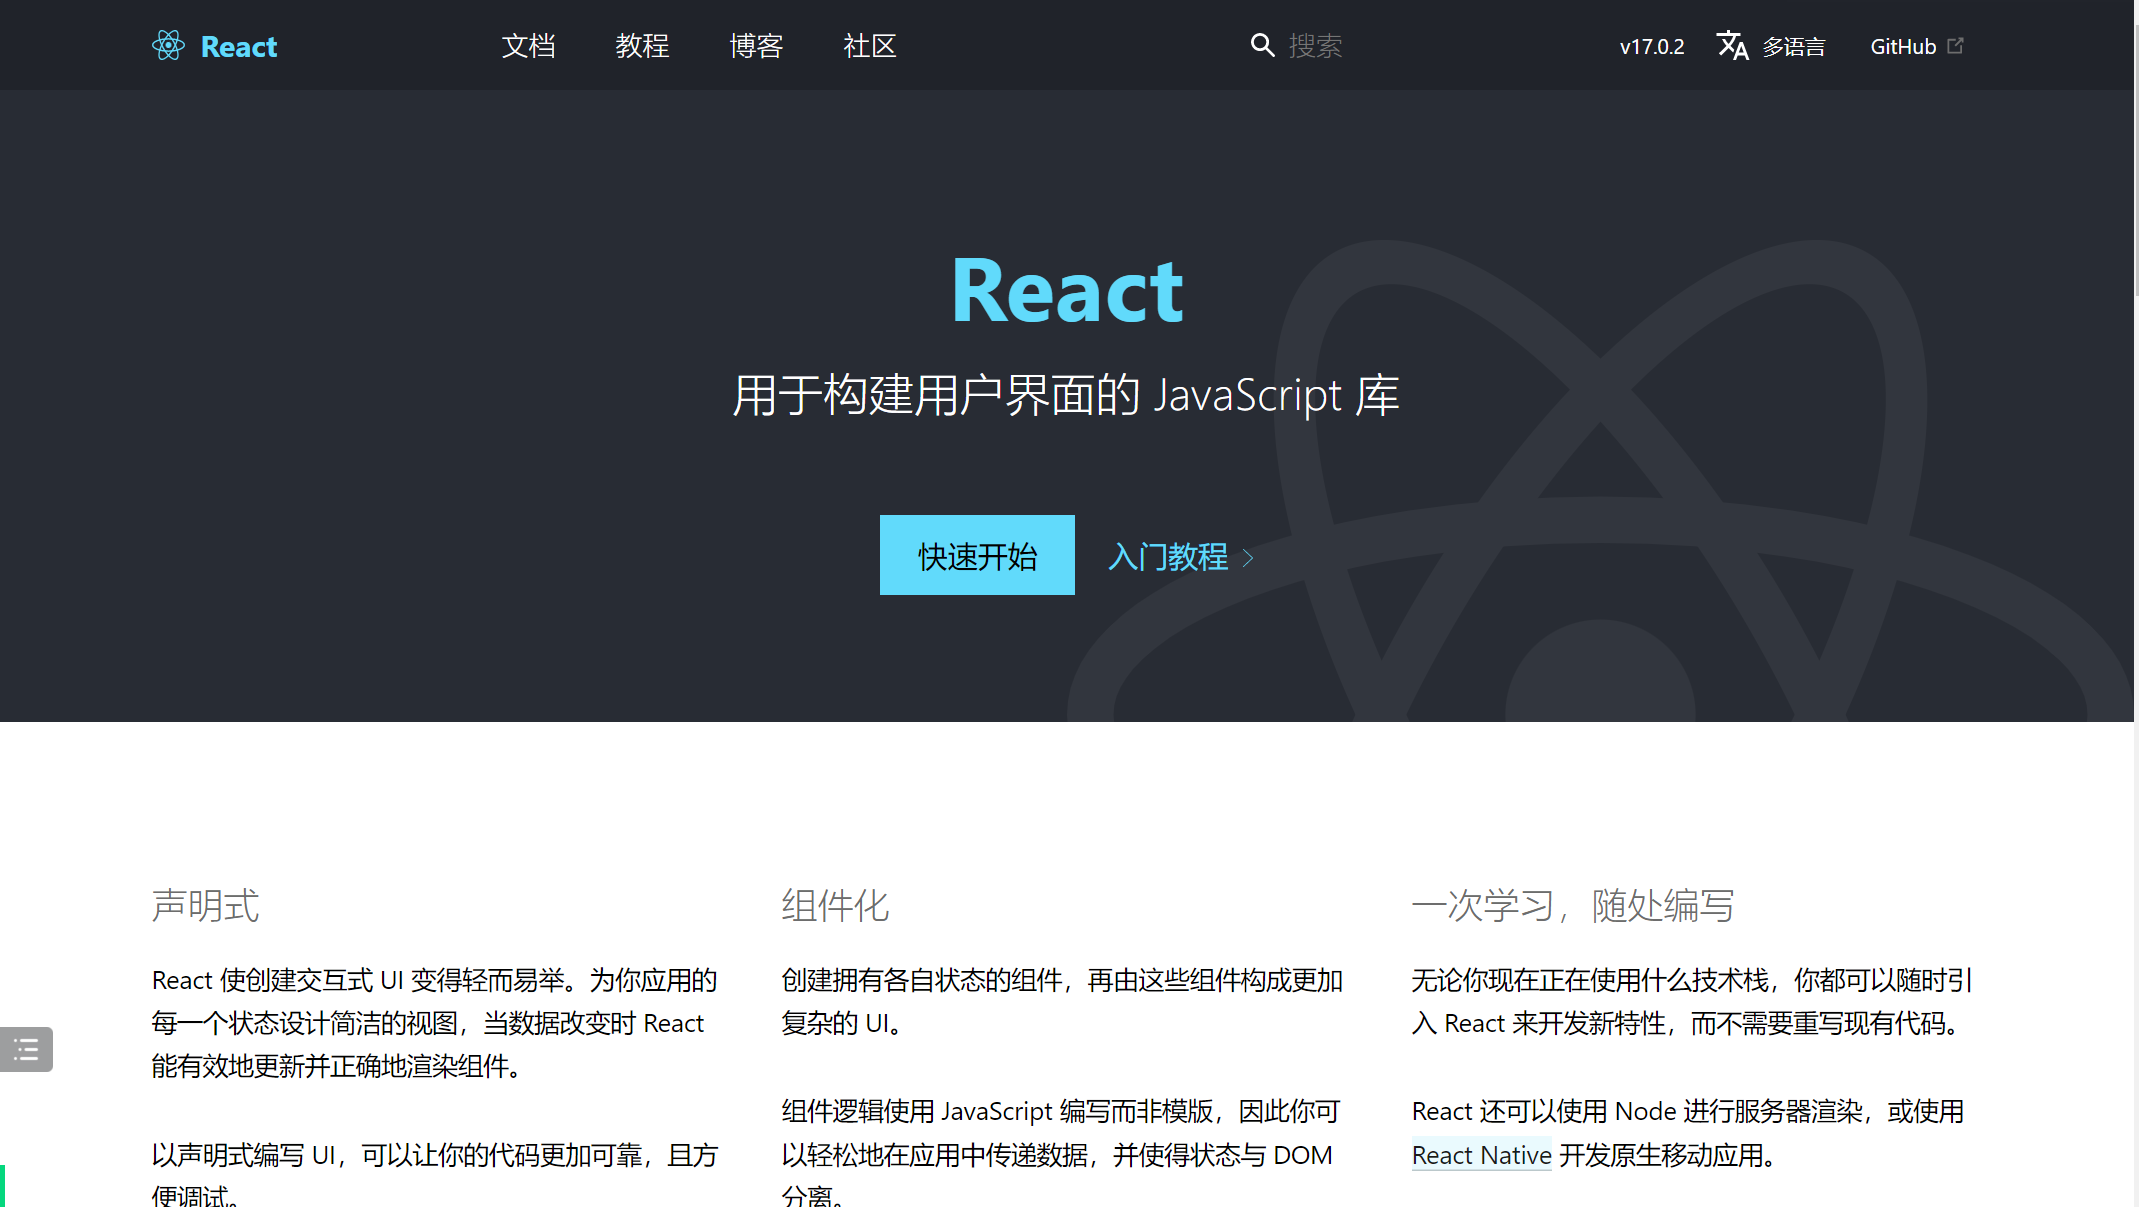 React
文档
教程
博客
社区
搜索
v17.0.2
多语言
GitHub
React
用于构建用户界面的 JavaScript 库
快速开始
入门教程
声明式
React 使创建交互式 UI 变得轻而易举。为你应用的
每一个状态设计简洁的视图，当数据改变时 React
能有效地更新并正确地渲染组件。
以声明式编写 UI，可以让你的代码更加可靠，且方
便调试。
组件化
创建拥有各自状态的组件，再由这些组件构成更加
复杂的 UI。
组件逻辑使用 JavaScript 编写而非模版，因此你可
以轻松地在应用中传递数据，并使得状态与 DOM
分离。
一次学习，随处编写
无论你现在正在使用什么技术栈，你都可以随时引
入 React 来开发新特性，而不需要重写现有代码。
React 还可以使用 Node 进行服务器渲染，或使用
React Native 开发原生移动应用。